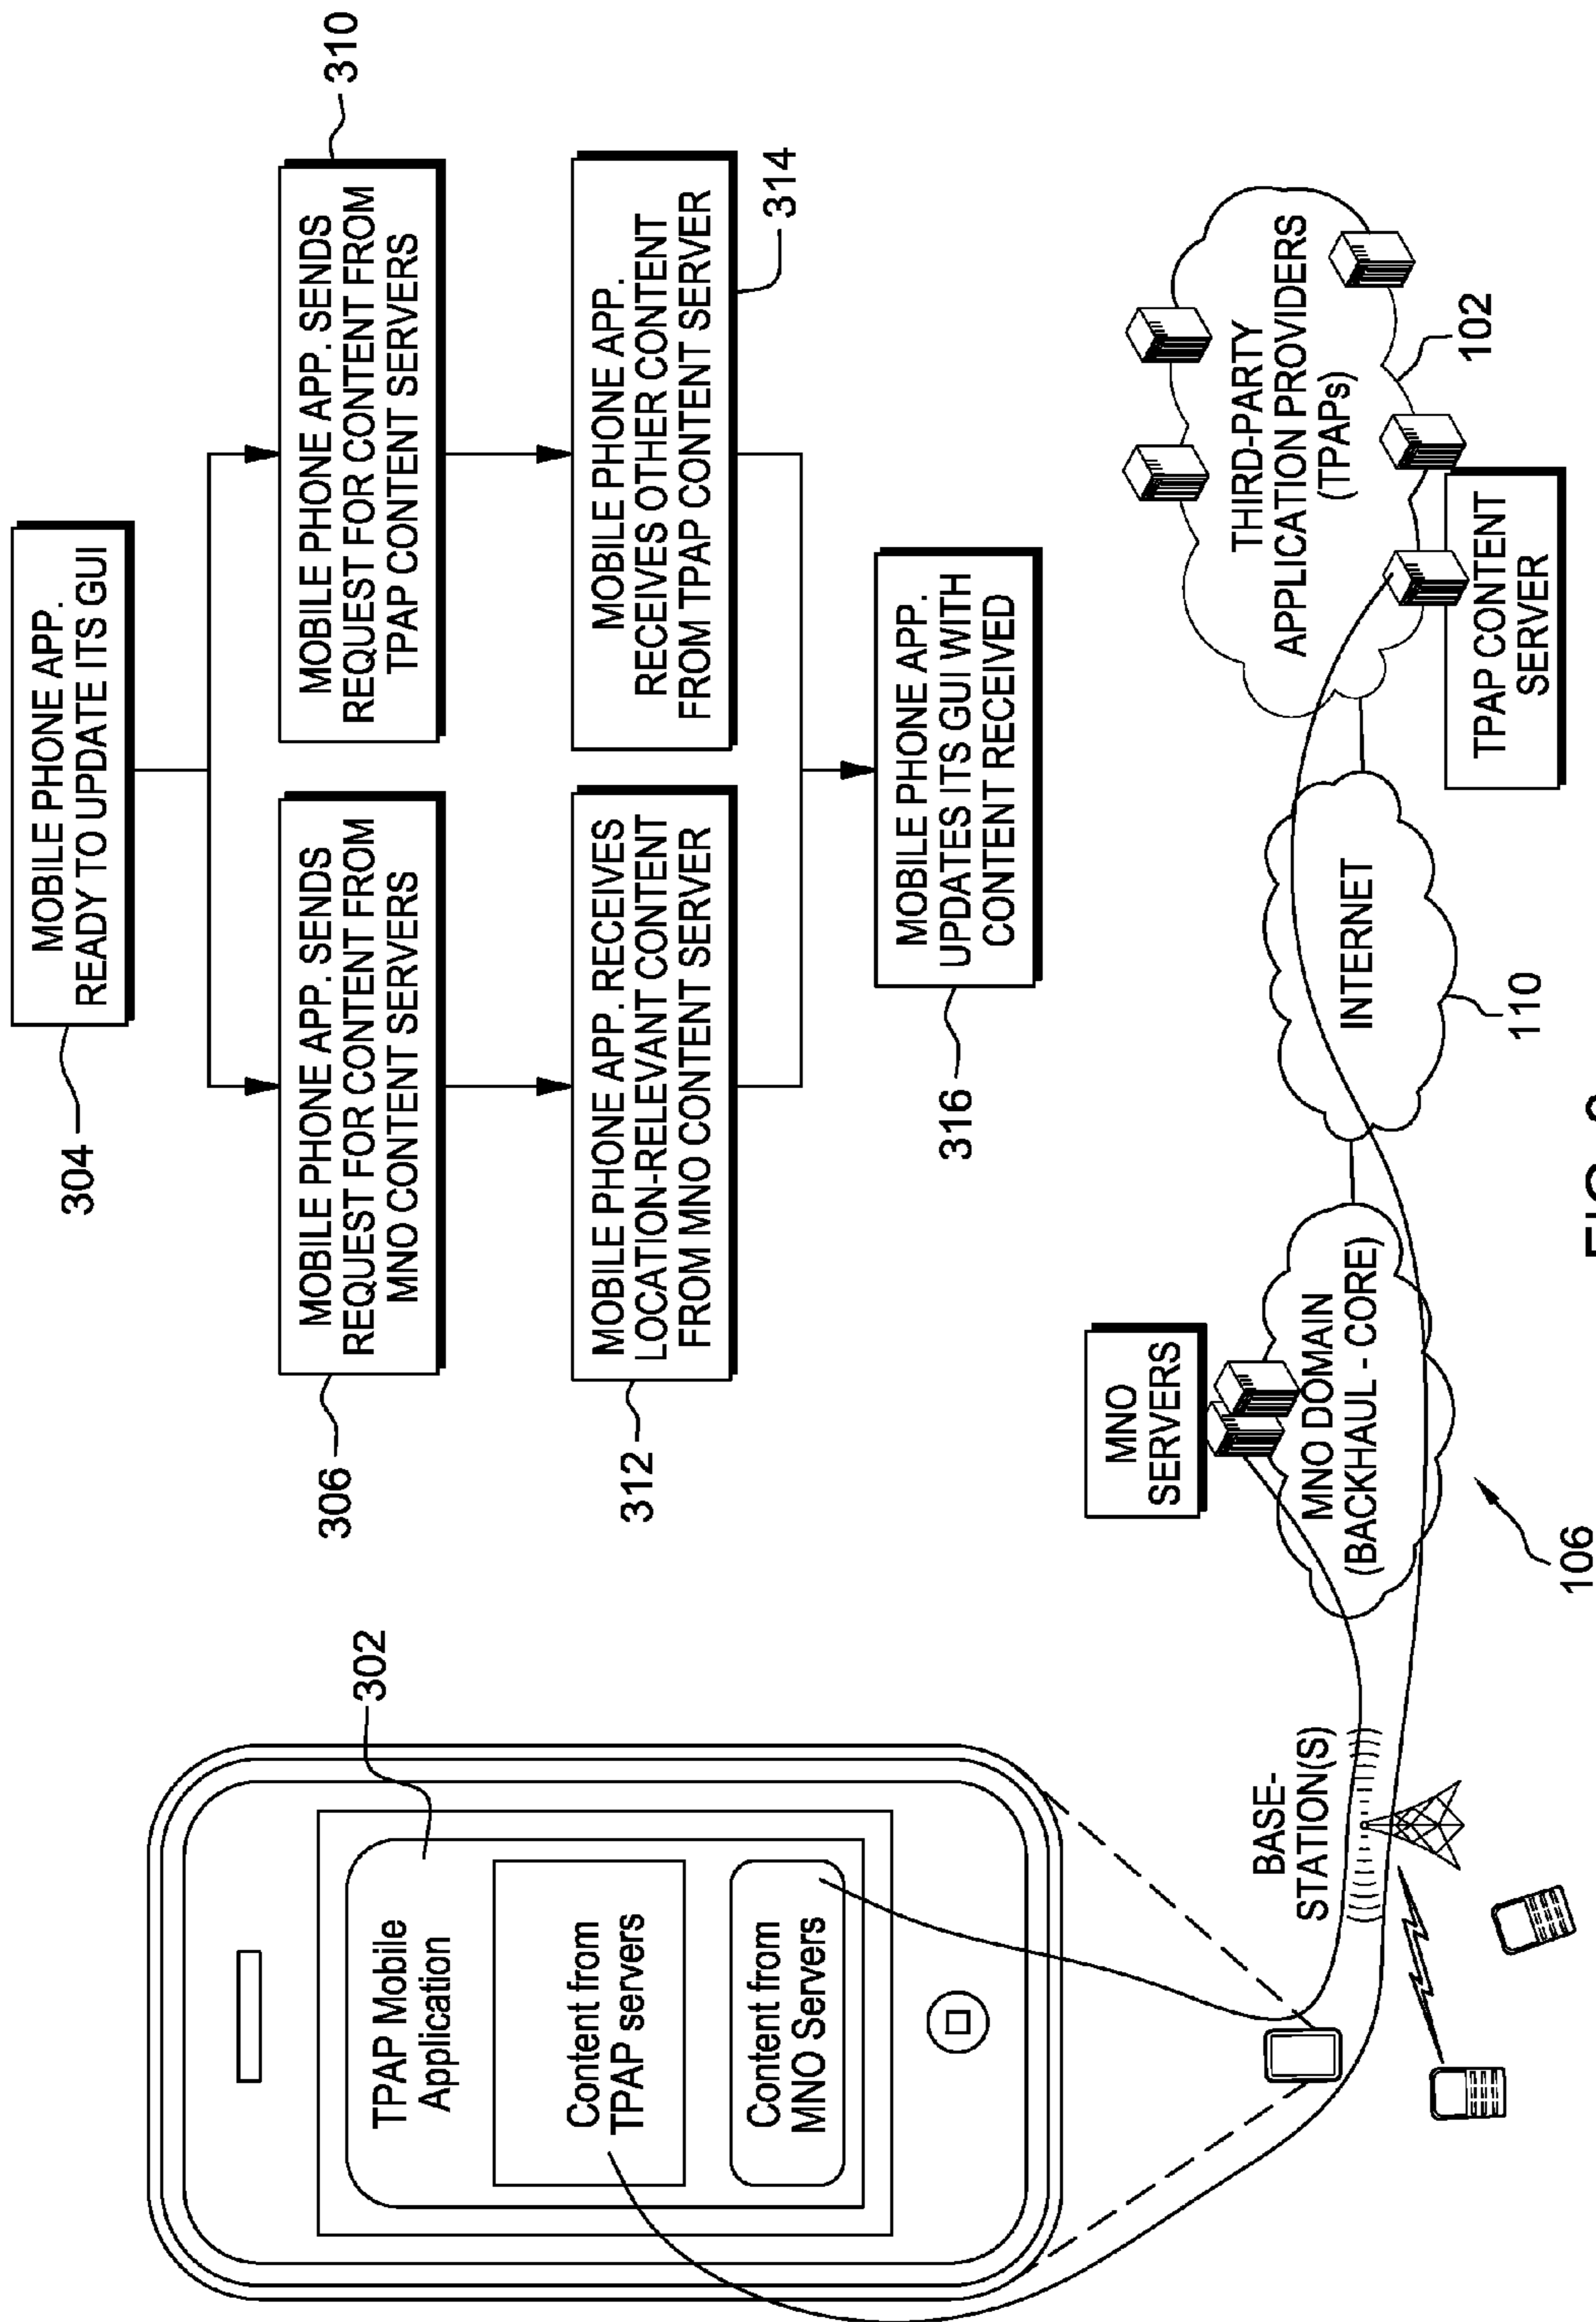 304
MOBILE PHONE APP.
READY TO UPDATE ITS GUI
306
MOBILE PHONE APP. SENDS
REQUEST FOR CONTENT FROM
MNO CONTENT SERVERS
310
MOBILE PHONE APP. SENDS
REQUEST FOR CONTENT FROM
TPAP CONTENT SERVERS
312
MOBILE PHONE APP. RECEIVES
LOCATION-RELEVANT CONTENT
FROM MNO CONTENT SERVER
MOBILE PHONE APP.
RECEIVES OTHER CONTENT
FROM TPAP CONTENT SERVER
314
316
MOBILE PHONE APP.
UPDATES ITS GUI WITH
CONTENT RECEIVED
302
TPAP Mobile
Application
Content from
TPAP servers
Content from
MNO Servers
BASE-
STATION(S)
MNO
SERVERS
MNO DOMAIN
(BACKHAUL - CORE)
106
INTERNET
110
THIRD-PARTY
APPLICATION PROVIDERS
(TPAPs)
102
TPAP CONTENT
SERVER
FIG.